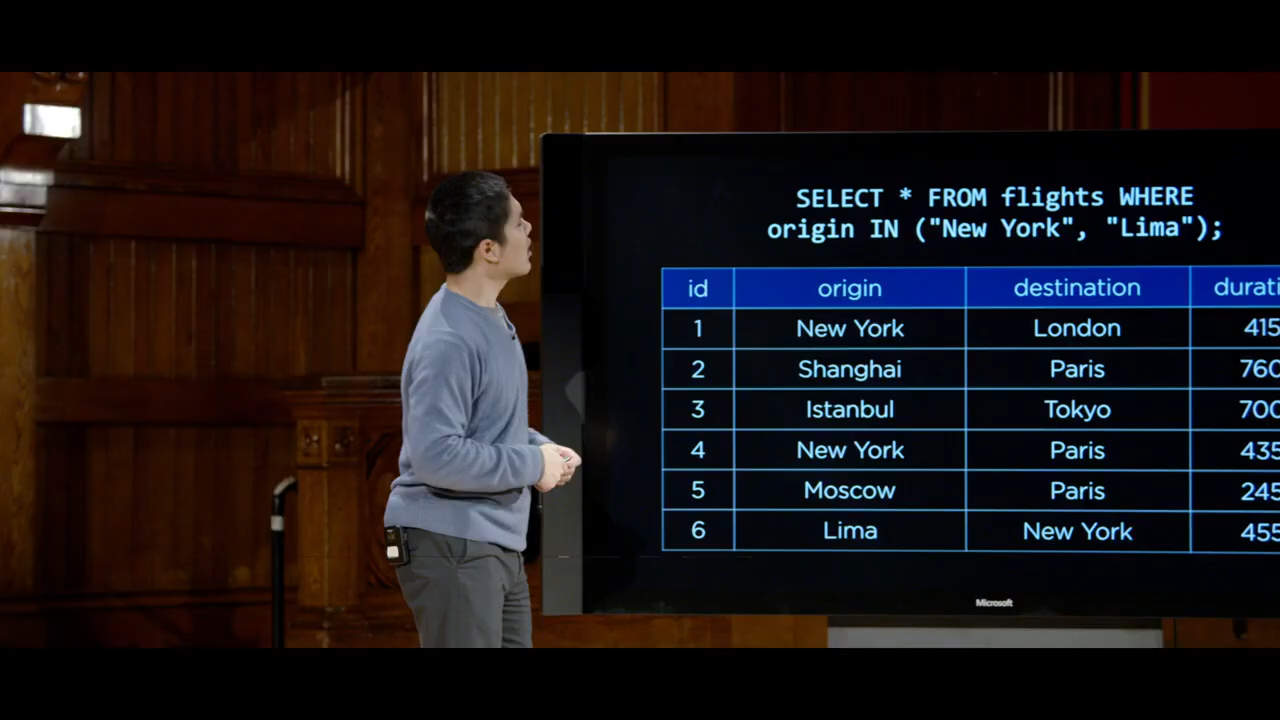 SELECT * FROM flights WHERE
origin IN ("New York", "Lima");
id origin destination durati
1 New York London 415
2 Shanghai Paris 760
3 Istanbul Tokyo 700
4 New York Paris 435
5 Moscow Paris 245
6 Lima New York 455
Microsoft